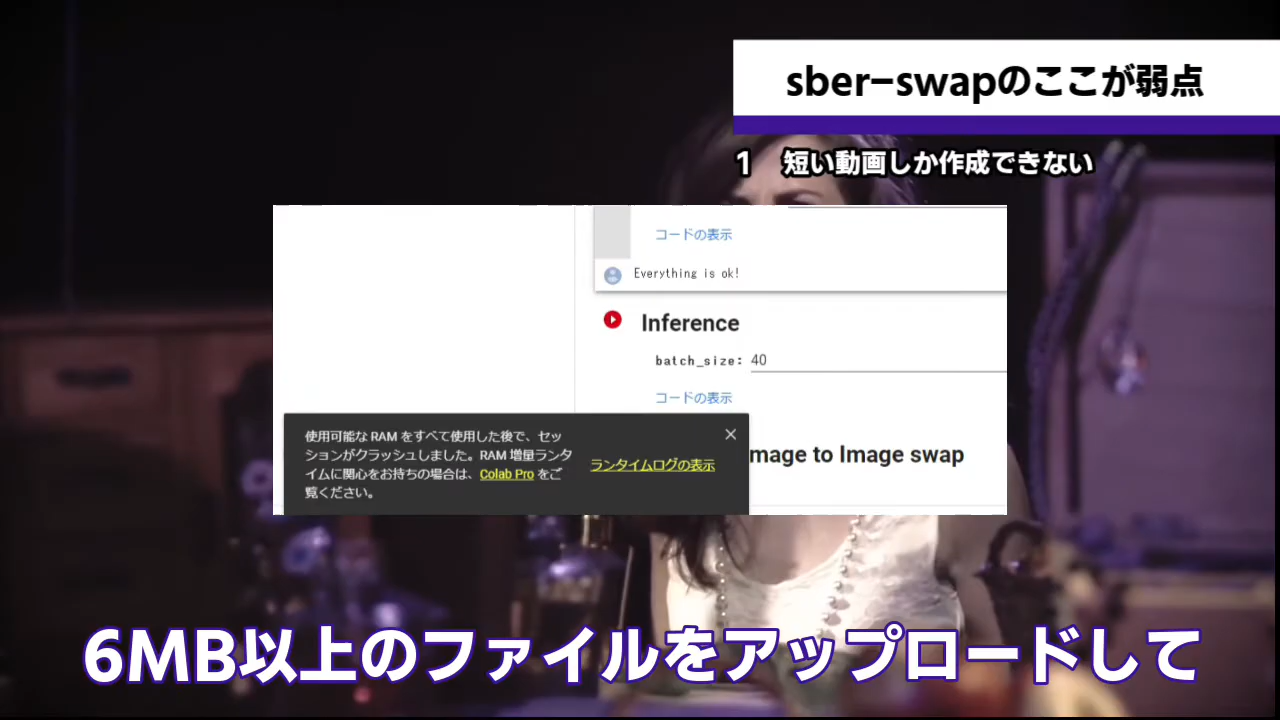 sber-swapのここが弱点
1 短い動画しか作成できない
コードの表示
Everything is ok!
Inference
batch_size: 40
コードの表示
mage to Image swap
使用可能な RAM をすべて使用した後で、セッ
ションがクラッシュしました。RAM 増量ランタ
イムに関心をお持ちの場合は、Colab Pro をご
覧ください。
ランタイムログの表示
6MB以上のファイルをアップロードして